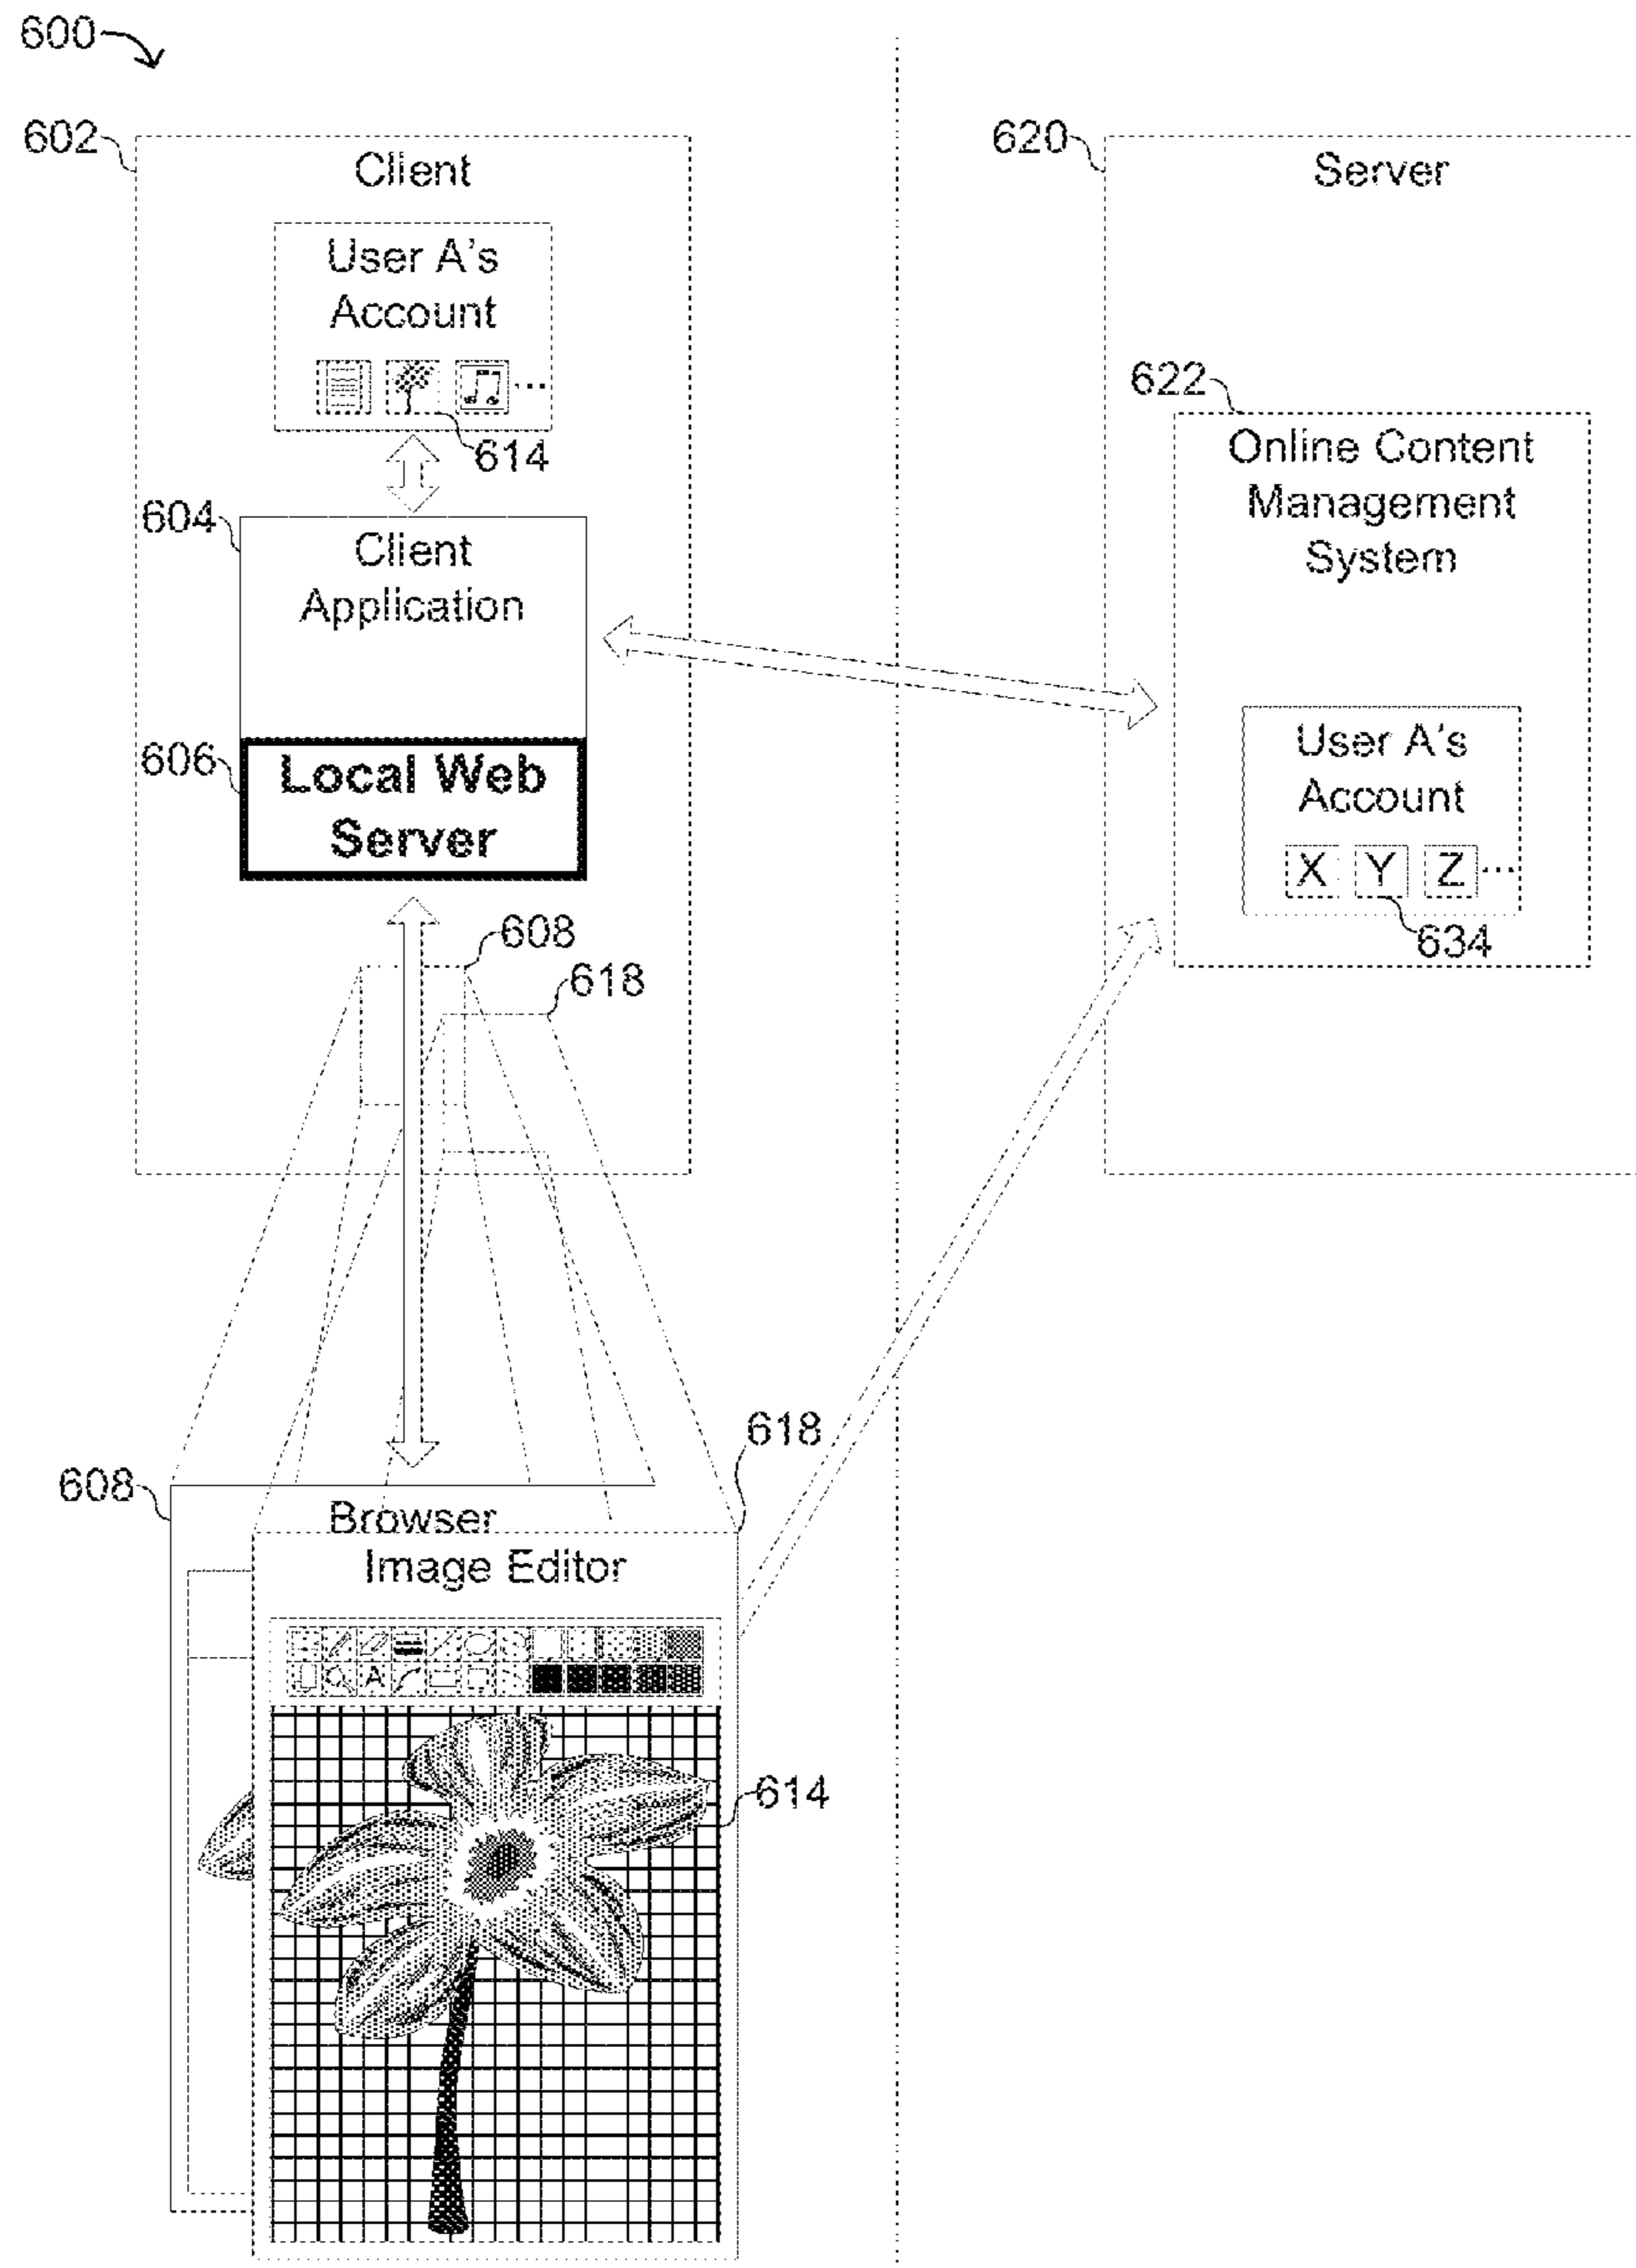 600
602
Client
620
Server
User A's
Account
...
614
622
Online Content
Management
System
604
Client
Application
606
Local Web
Server
User A's
Account
X Y Z ...
634
608
618
618
608
Browser
Image Editor
A
614